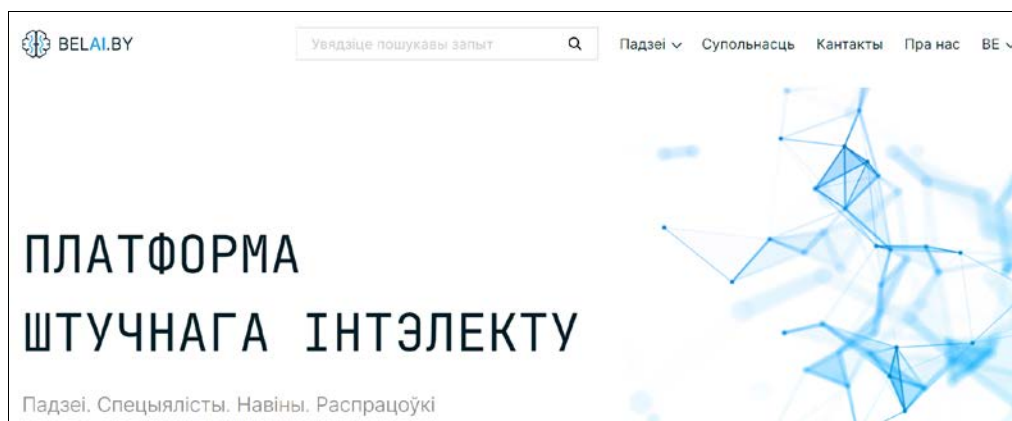 BELAI.BY Увядзіце пошукавы запыт Падзеі Супольнасць Кантакты Пра нас BE
ПЛАТФОРМА
ШТУЧНАГА ІНТЭЛЕКТУ
Падзеі. Спецыялісты. Навіны. Распрацоўкі